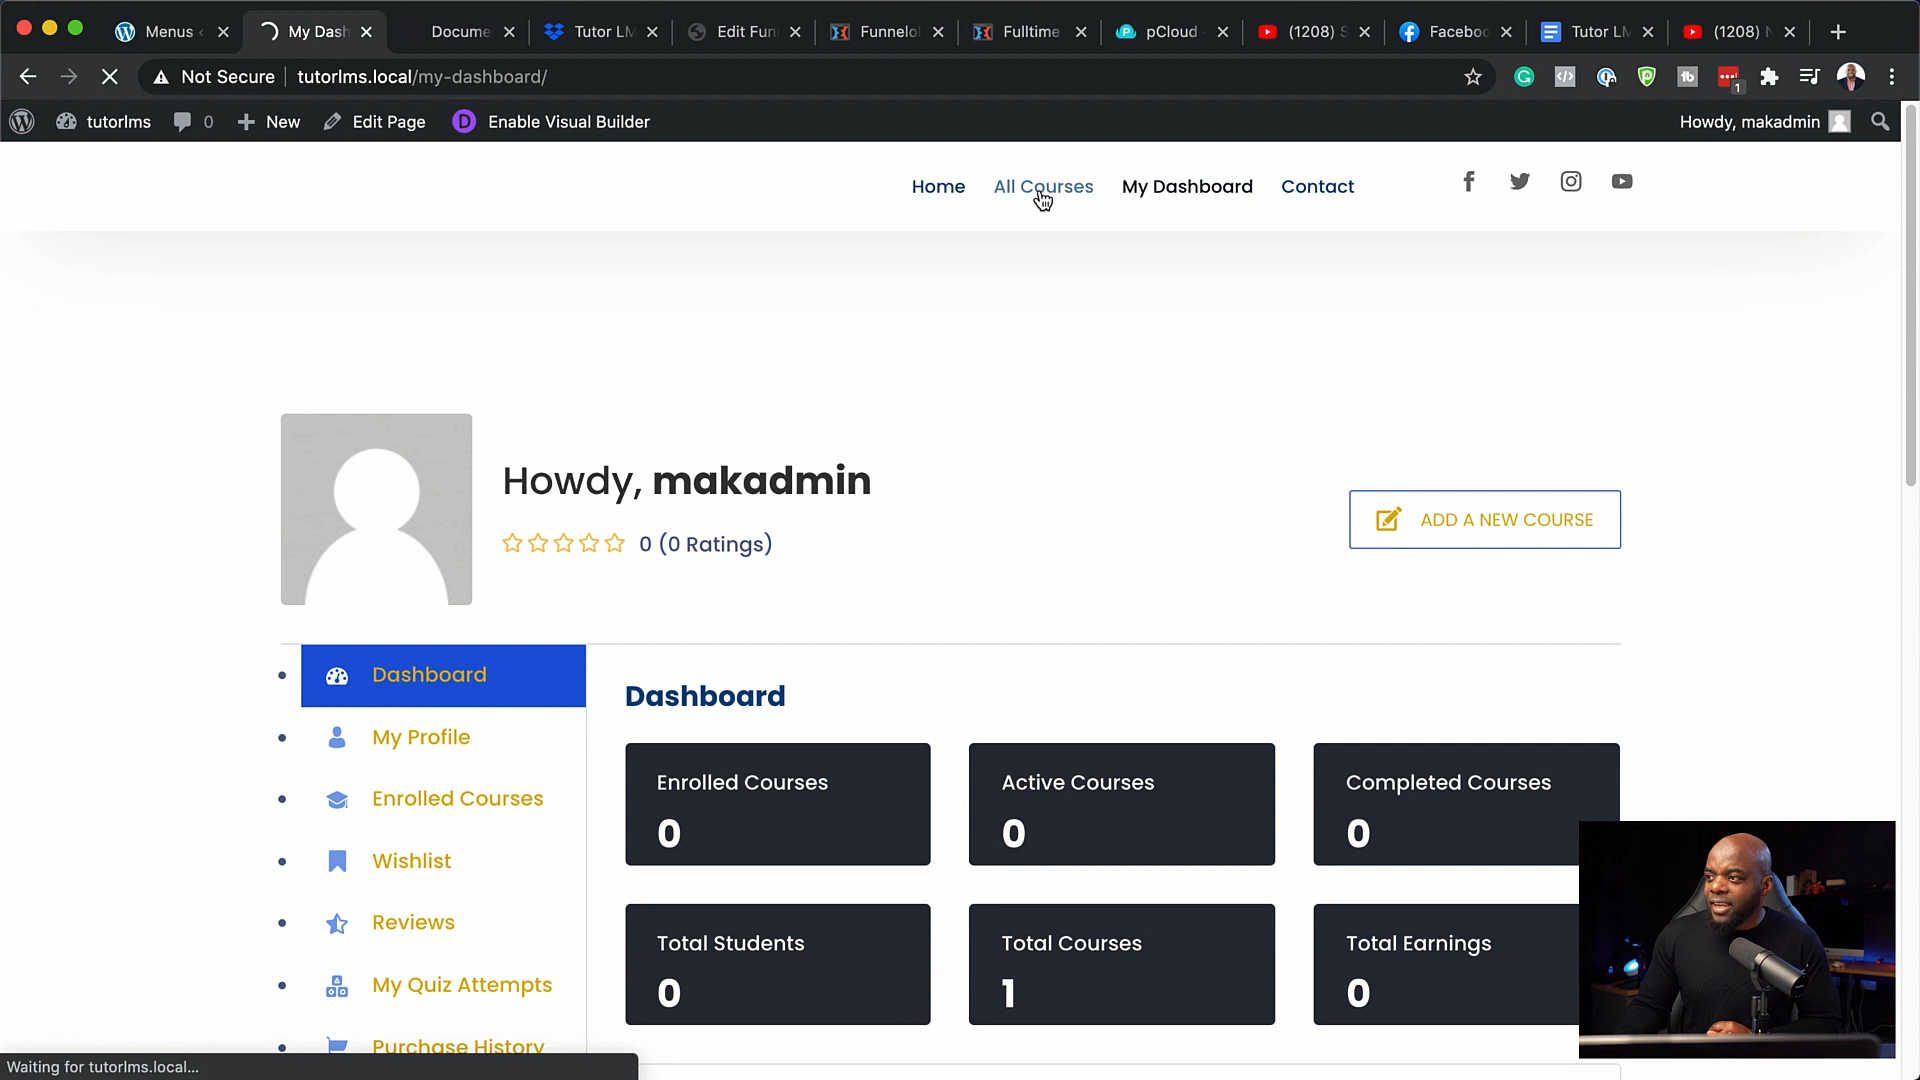 Menus
My Dash
Docume
Tutor LM
Edit Fun
Funnelo
Fulltime
pCloud
(1208) S
Faceboo
Tutor LM
(1208) N
Not Secure
tutorlms.local/my-dashboard/
1
tutorlms
0
New
Edit Page
Enable Visual Builder
Howdy, makadmin
Home
All Courses
My Dashboard
Contact
Howdy, makadmin
0 (0 Ratings)
ADD A NEW COURSE
Dashboard
My Profile
Enrolled Courses
Wishlist
Reviews
My Quiz Attempts
Purchase History
Dashboard
Enrolled Courses
0
Active Courses
0
Completed Courses
0
Total Students
0
Total Courses
1
Total Earnings
0
Waiting for tutorlms.local...